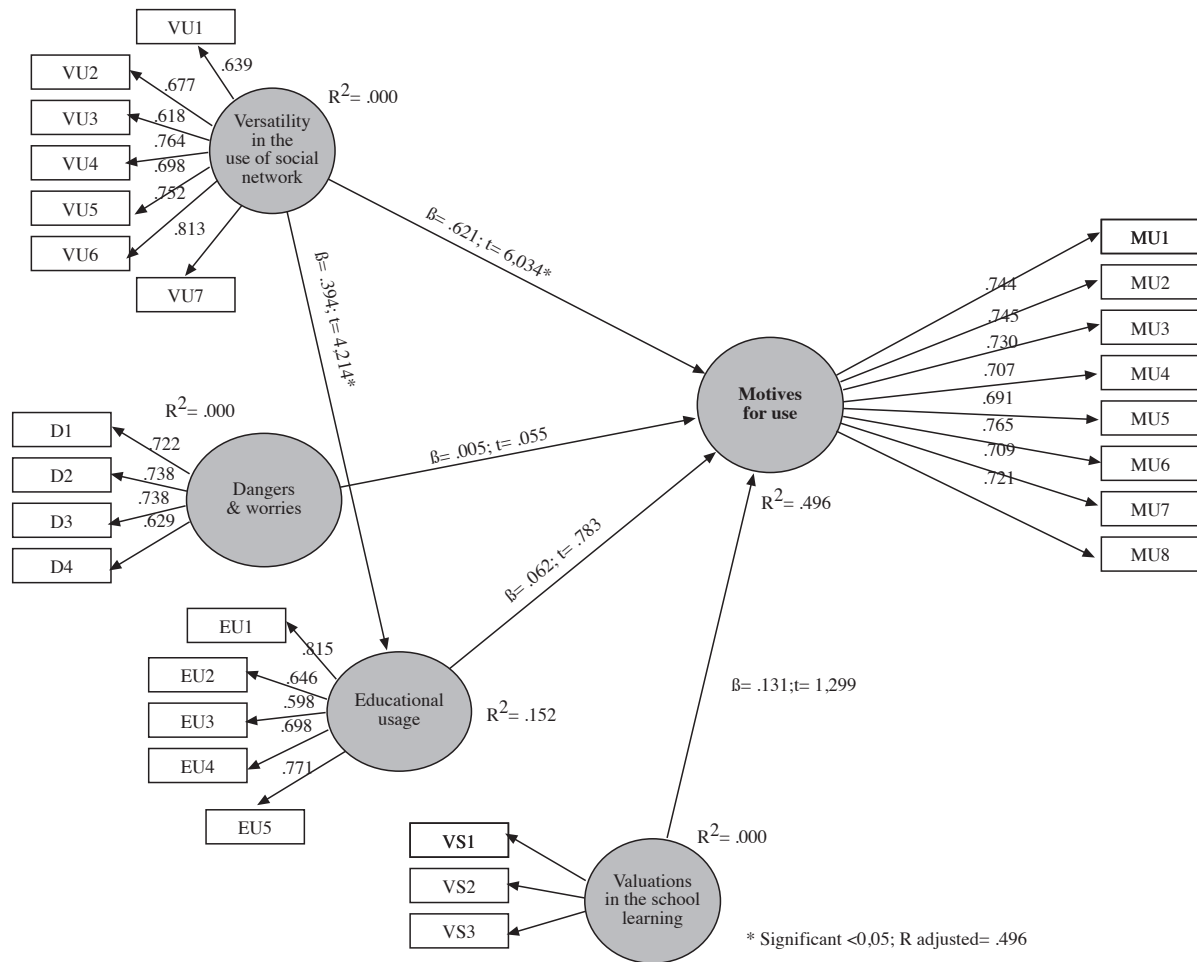 VU1
.639
VU2
.677
R2= .000
VU3
.618
Versatility
in the
use of social
network
.764
VU4
.698
.752
VU5
VU6
.813
VU7
ß= .621; t= 6,034*
ß= .394; t= 4,214*
MU1
MU2
.744
.745
MU3
.730
.707
MU4
.691
MU5
.765
MU6
.709
.721
MU7
MU8
Motives
for use
R2= .496
R2= .000
D1
.722
D2
.738
.738
D3
.629
D4
Dangers
& worries
ß= .005; t= .055
ß= .062; t= .783
EU1
.815
EU2
.646
.598
EU3
.698
EU4
.771
EU5
Educational
usage
R2= .152
ß= .131;t= 1,299
R2= .000
VS1
VS2
VS3
Valuations
in the school
learning
* Significant <0,05; R adjusted= .496